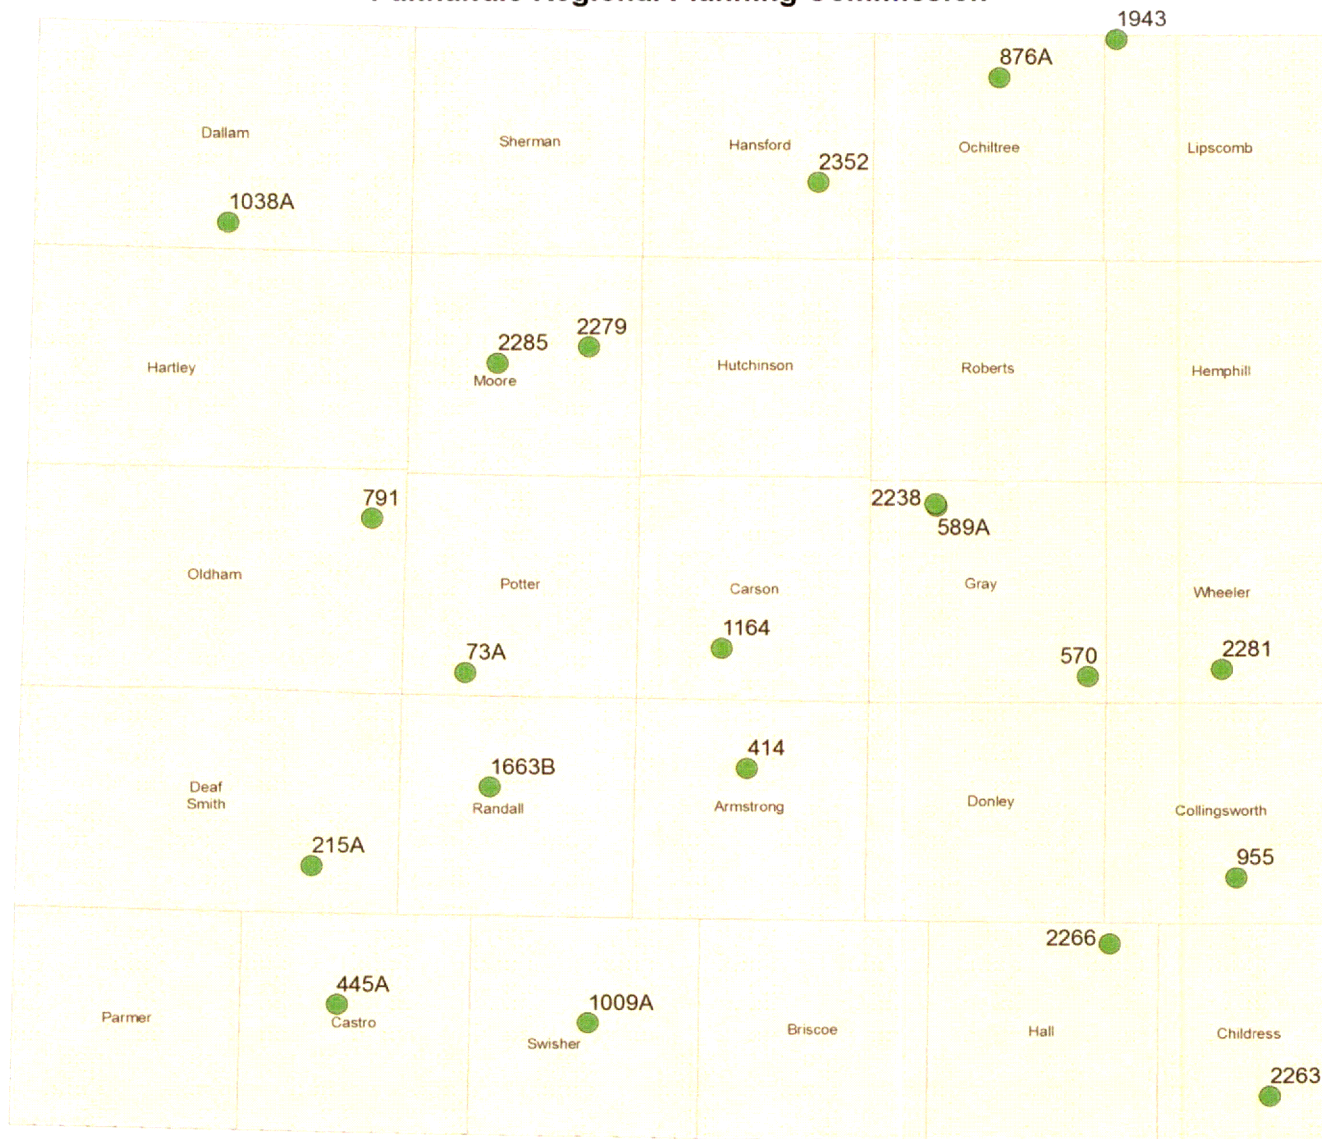 1943
876A
Dallam
Sherman
Hansford
Ochiltree
Lipscomb
2352
1038A
2279
2285
Hartley
Moore
Hutchinson
Roberts
Hemphill
791
2238
589A
Oldham
Potter
Carson
Gray
Wheeler
1164
73A
570
2281
414
1663B
Deaf
Smith
Randall
Armstrong
Donley
Collingsworth
215A
955
2266
445A
1009A
Parmer
Castro
Swisher
Briscoe
Hall
Childress
2263